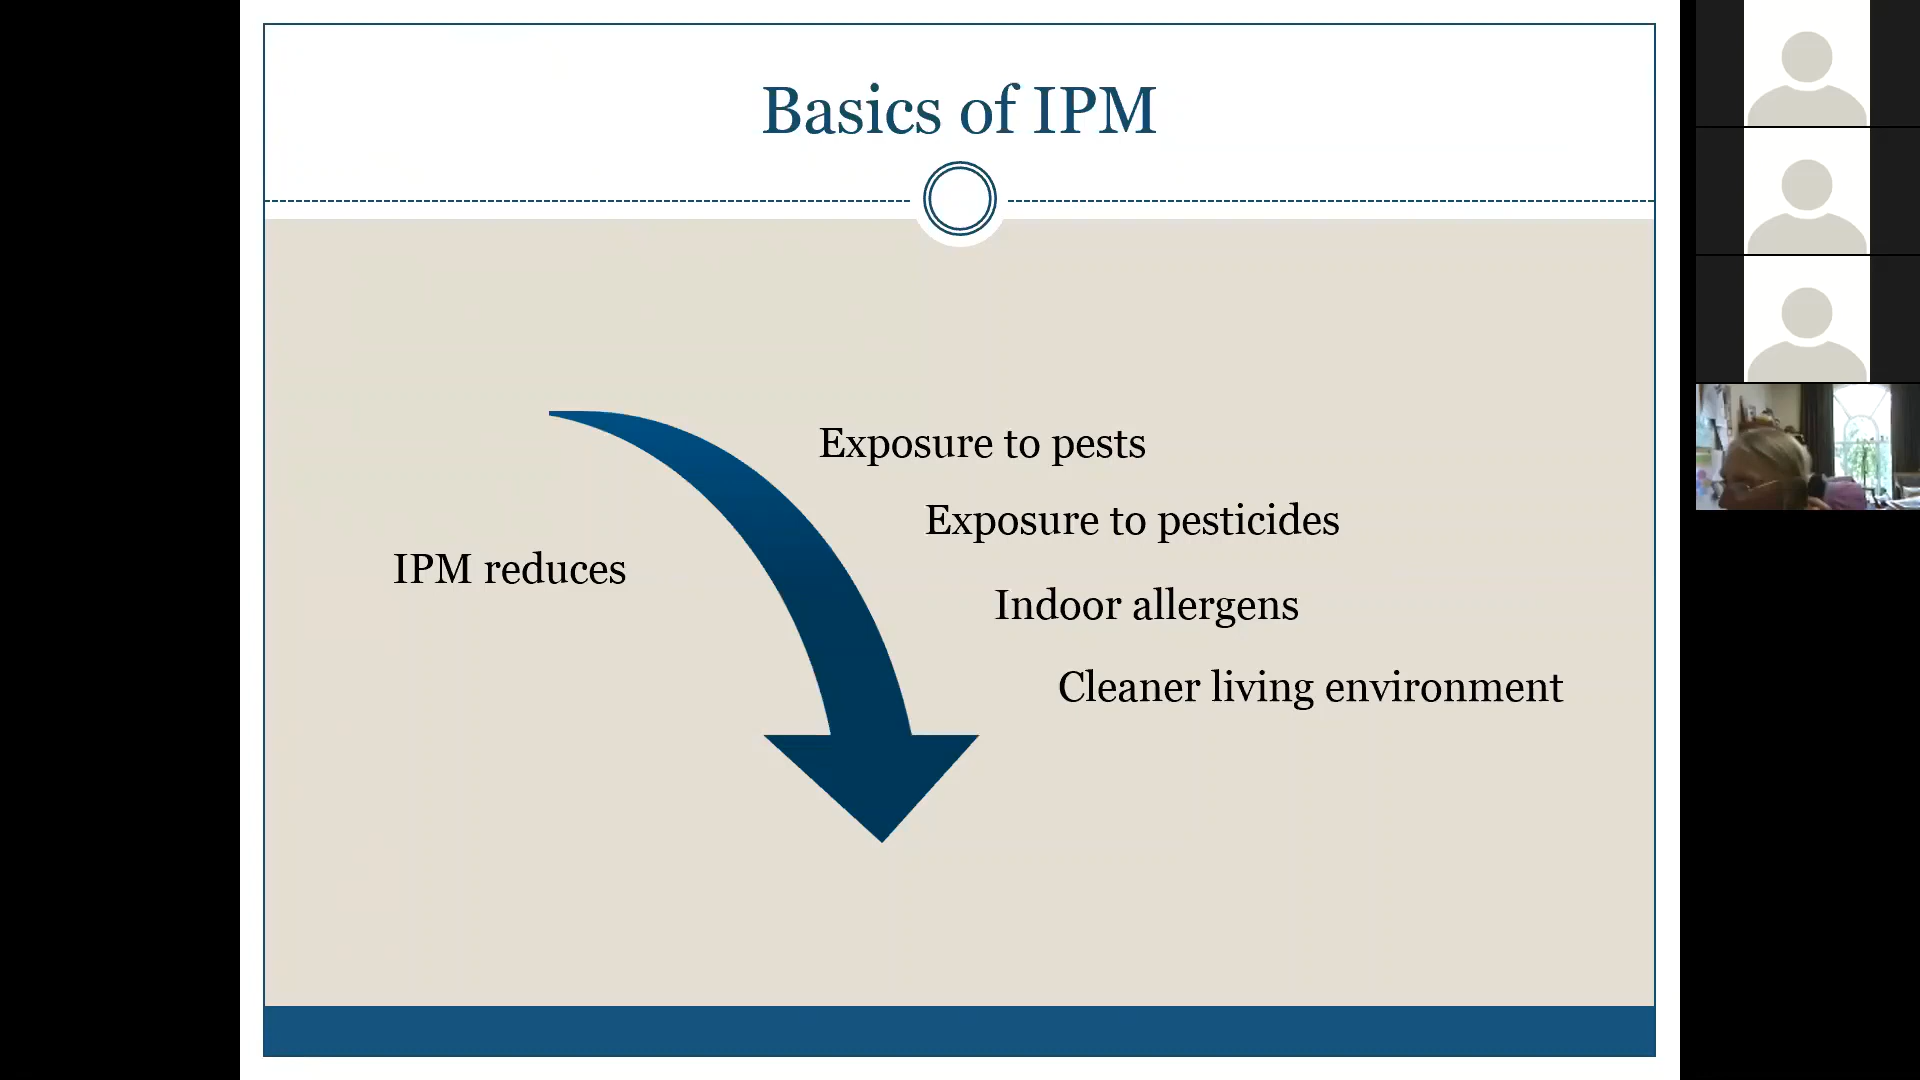 Basics of IPM
IPM reduces
Exposure to pests
Exposure to pesticides
Indoor allergens
Cleaner living environment